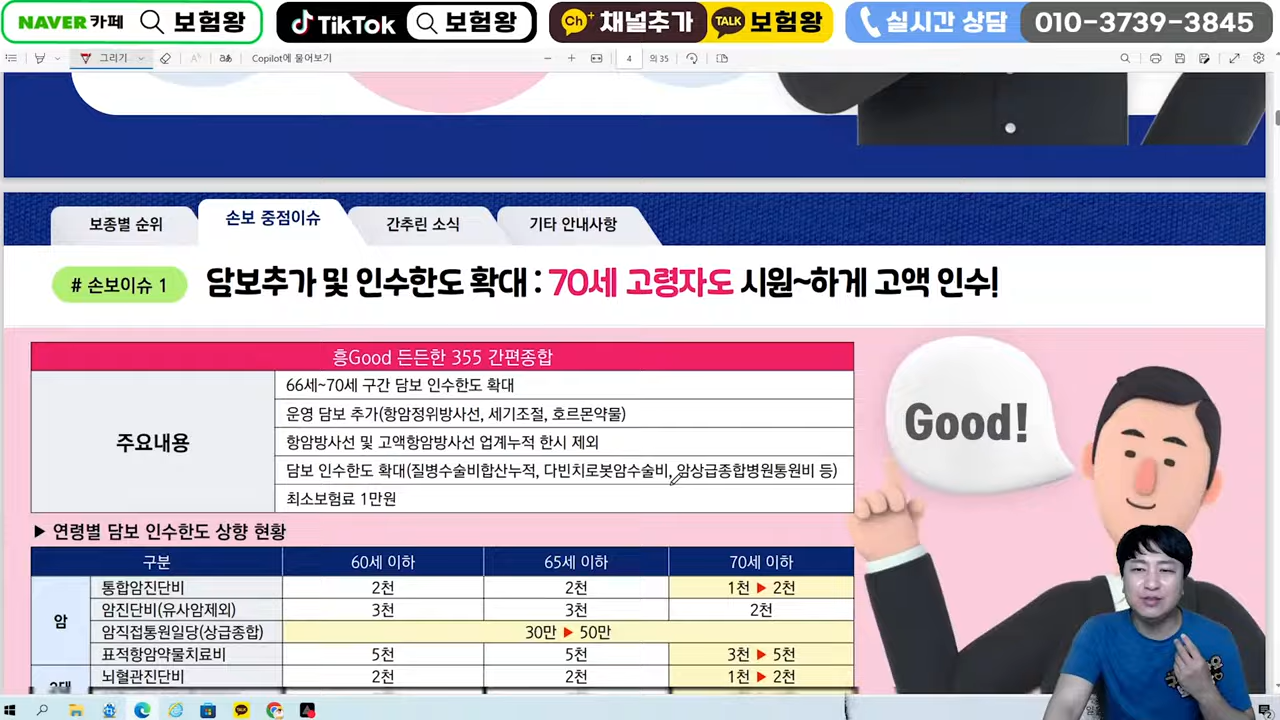 NAVER 카페 보험왕 TikTok 보험왕 Ch+ 채널추가 TALK 보험왕 실시간 상담 010-3739-3845
그리기 가あ Copilot에 물어보기 4 의 35
보종별 순위 손보 중점이슈 간추린 소식 기타 안내사항
# 손보이슈 1 담보추가 및 인수한도 확대 : 70세 고령자도 시원~하게 고액 인수!
흥Good 든든한 355 간편종합
주요내용
66세~70세 구간 담보 인수한도 확대
운영 담보 추가(항암정위방사선, 세기조절, 호르몬약물)
항암방사선 및 고액항암방사선 업계누적 한시 제외
담보 인수한도 확대(질병수술비합산누적, 다빈치로봇암수술비, 암상급종합병원통원비 등)
최소보험료 1만원
Good!
▶ 연령별 담보 인수한도 상향 현황
구분 60세 이하 65세 이하 70세 이하
암
통합암진단비 2천 2천 1천 ▶ 2천
암진단비(유사암제외) 3천 3천 2천
암직접통원일당(상급종합) 30만 ▶ 50만
표적항암약물치료비 5천 5천 3천 ▶ 5천
뇌혈관진단비 2천 2천 1천 ▶ 2천